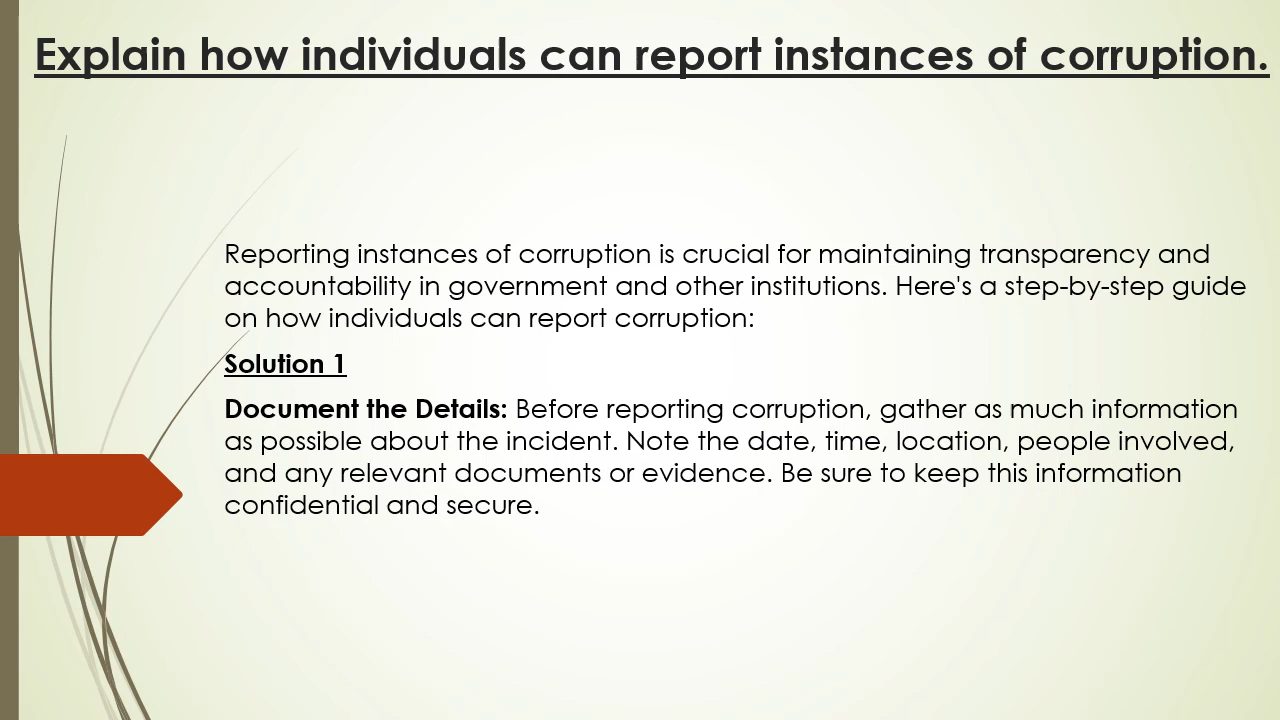 Explain how individuals can report instances of corruption.
Reporting instances of corruption is crucial for maintaining transparency and
accountability in government and other institutions. Here's a step-by-step guide
on how individuals can report corruption:
Solution 1
Document the Details: Before reporting corruption, gather as much information
as possible about the incident. Note the date, time, location, people involved,
and any relevant documents or evidence. Be sure to keep this information
confidential and secure.